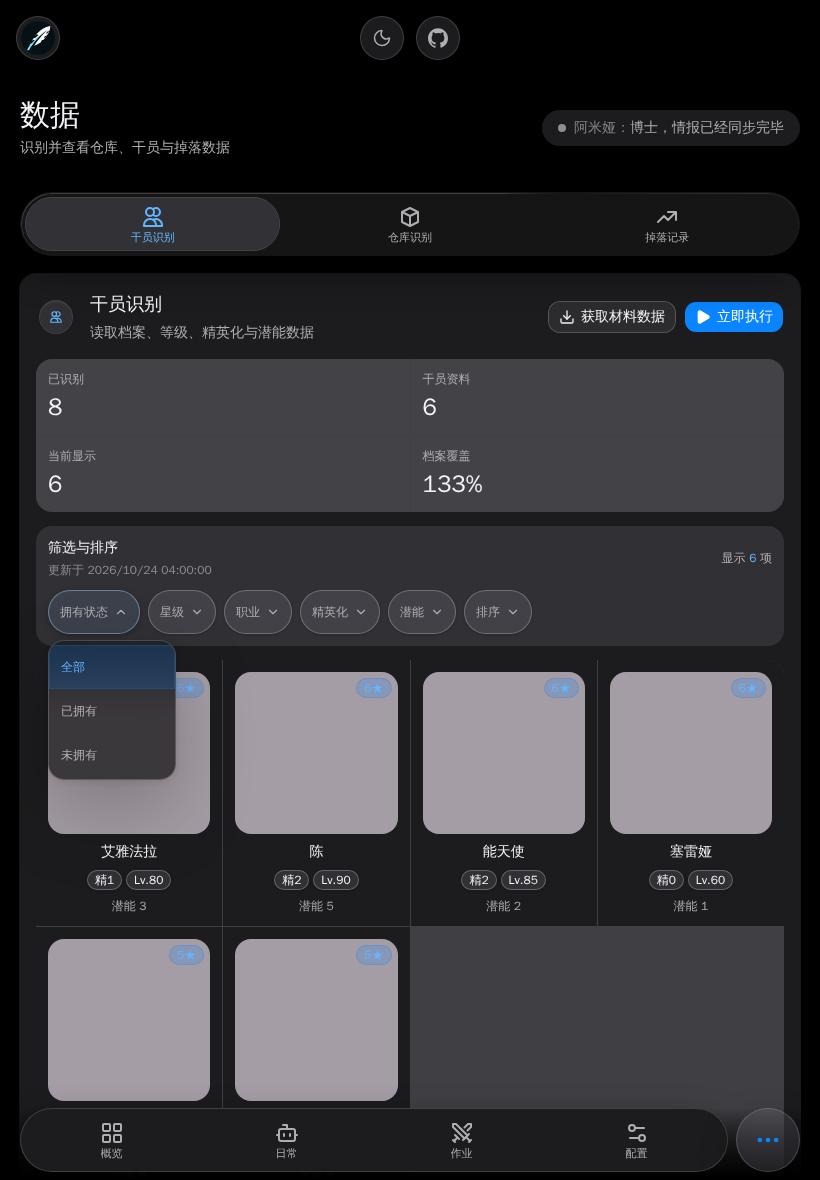 数据
识别并查看仓库、干员与掉落数据
阿米娅：博士，情报已经同步完毕
干员识别
仓库识别
掉落记录
干员识别
读取档案、等级、精英化与潜能数据
获取材料数据
立即执行
已识别
8
干员资料
6
当前显示
6
档案覆盖
133%
筛选与排序
更新于 2026/10/24 04:00:00
显示 6 项
拥有状态
星级
职业
精英化
潜能
排序
全部
已拥有
未拥有
6★
6★
6★
6★
艾雅法拉
精1 Lv.80
潜能 3
陈
精2 Lv.90
潜能 5
能天使
精2 Lv.85
潜能 2
塞雷娅
精0 Lv.60
潜能 1
5★
5★
概览
日常
作业
配置